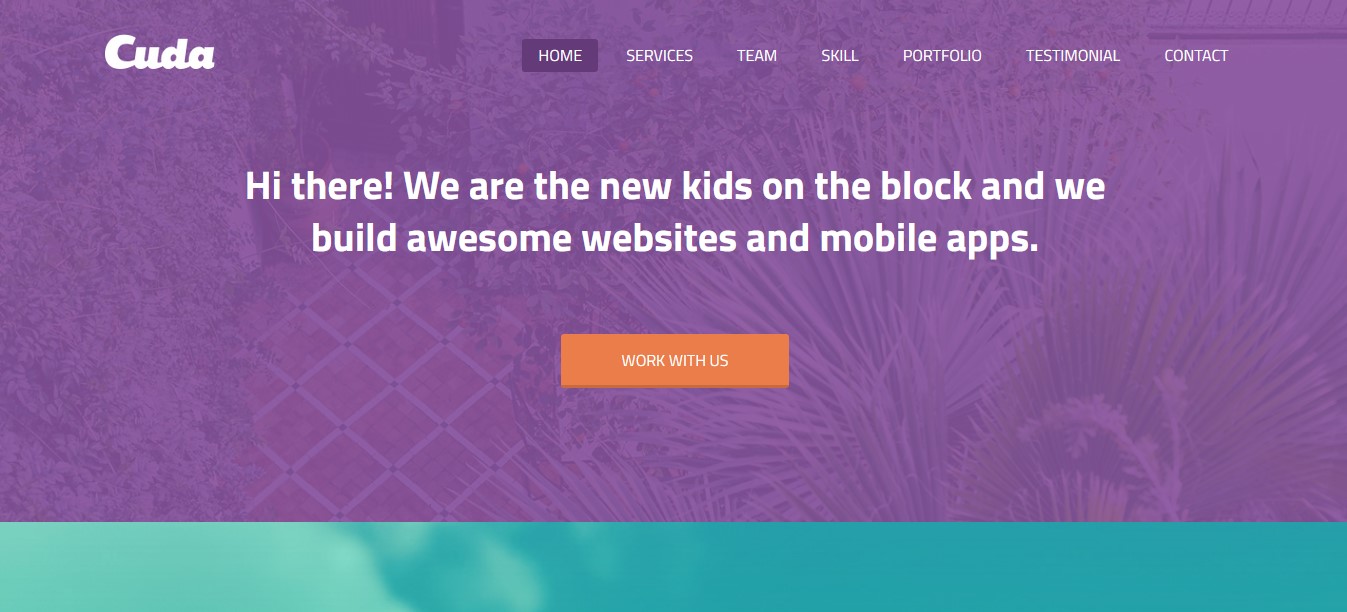 Cuda
HOME SERVICES TEAM SKILL PORTFOLIO TESTIMONIAL CONTACT
Hi there! We are the new kids on the block and we
build awesome websites and mobile apps.
WORK WITH US